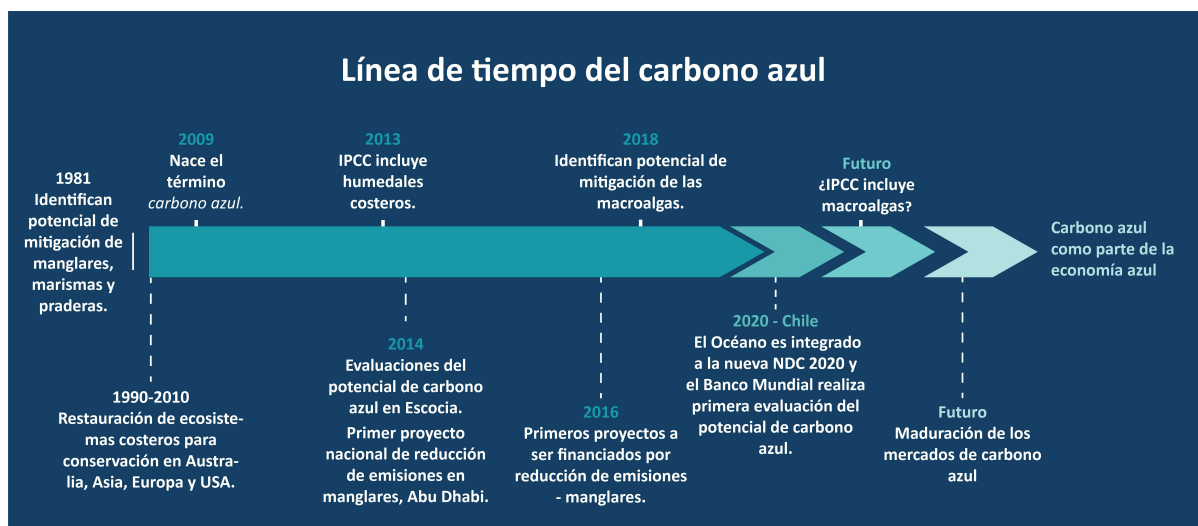 Línea de tiempo del carbono azul
1981
Identifican
potencial de
mitigación de
manglares,
marismas y
praderas.
2009
Nace el
término
carbono azul.
2013
IPCC incluye
humedales
costeros.
2018
Identifican potencial de
mitigación de las
macroalgas.
Futuro
¿IPCC incluye
macroalgas?
Carbono azul
como parte de la
economía azul
1990-2010
Restauración de ecosiste-
mas costeros para
conservación en Austra-
lia, Asia, Europa y USA.
2014
Evaluaciones del
potencial de carbono
azul en Escocia.
Primer proyecto
nacional de reducción
de emisiones en
manglares, Abu Dhabi.
2016
Primeros proyectos a
ser financiados por
reducción de emisiones
- manglares.
2020 - Chile
El Océano es integrado
a la nueva NDC 2020 y
el Banco Mundial realiza
primera evaluación del
potencial de carbono
azul.
Futuro
Maduración de los
mercados de carbono
azul